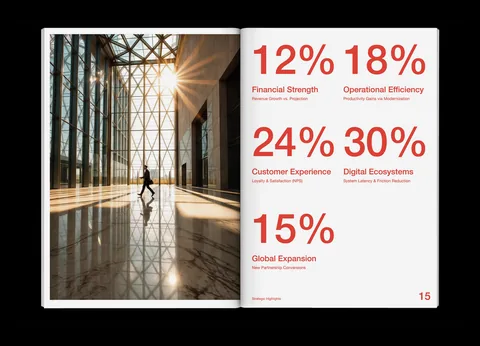 12% 18%
Financial Strength Operational Efficiency
Revenue Growth vs. Projection Productivity Gains via Modernization
24% 30%
Customer Experience Digital Ecosystems
Loyalty & Satisfaction (NPS) System Latency & Friction Reduction
15%
Global Expansion
New Partnership Conversions
Strategic Highlights 15